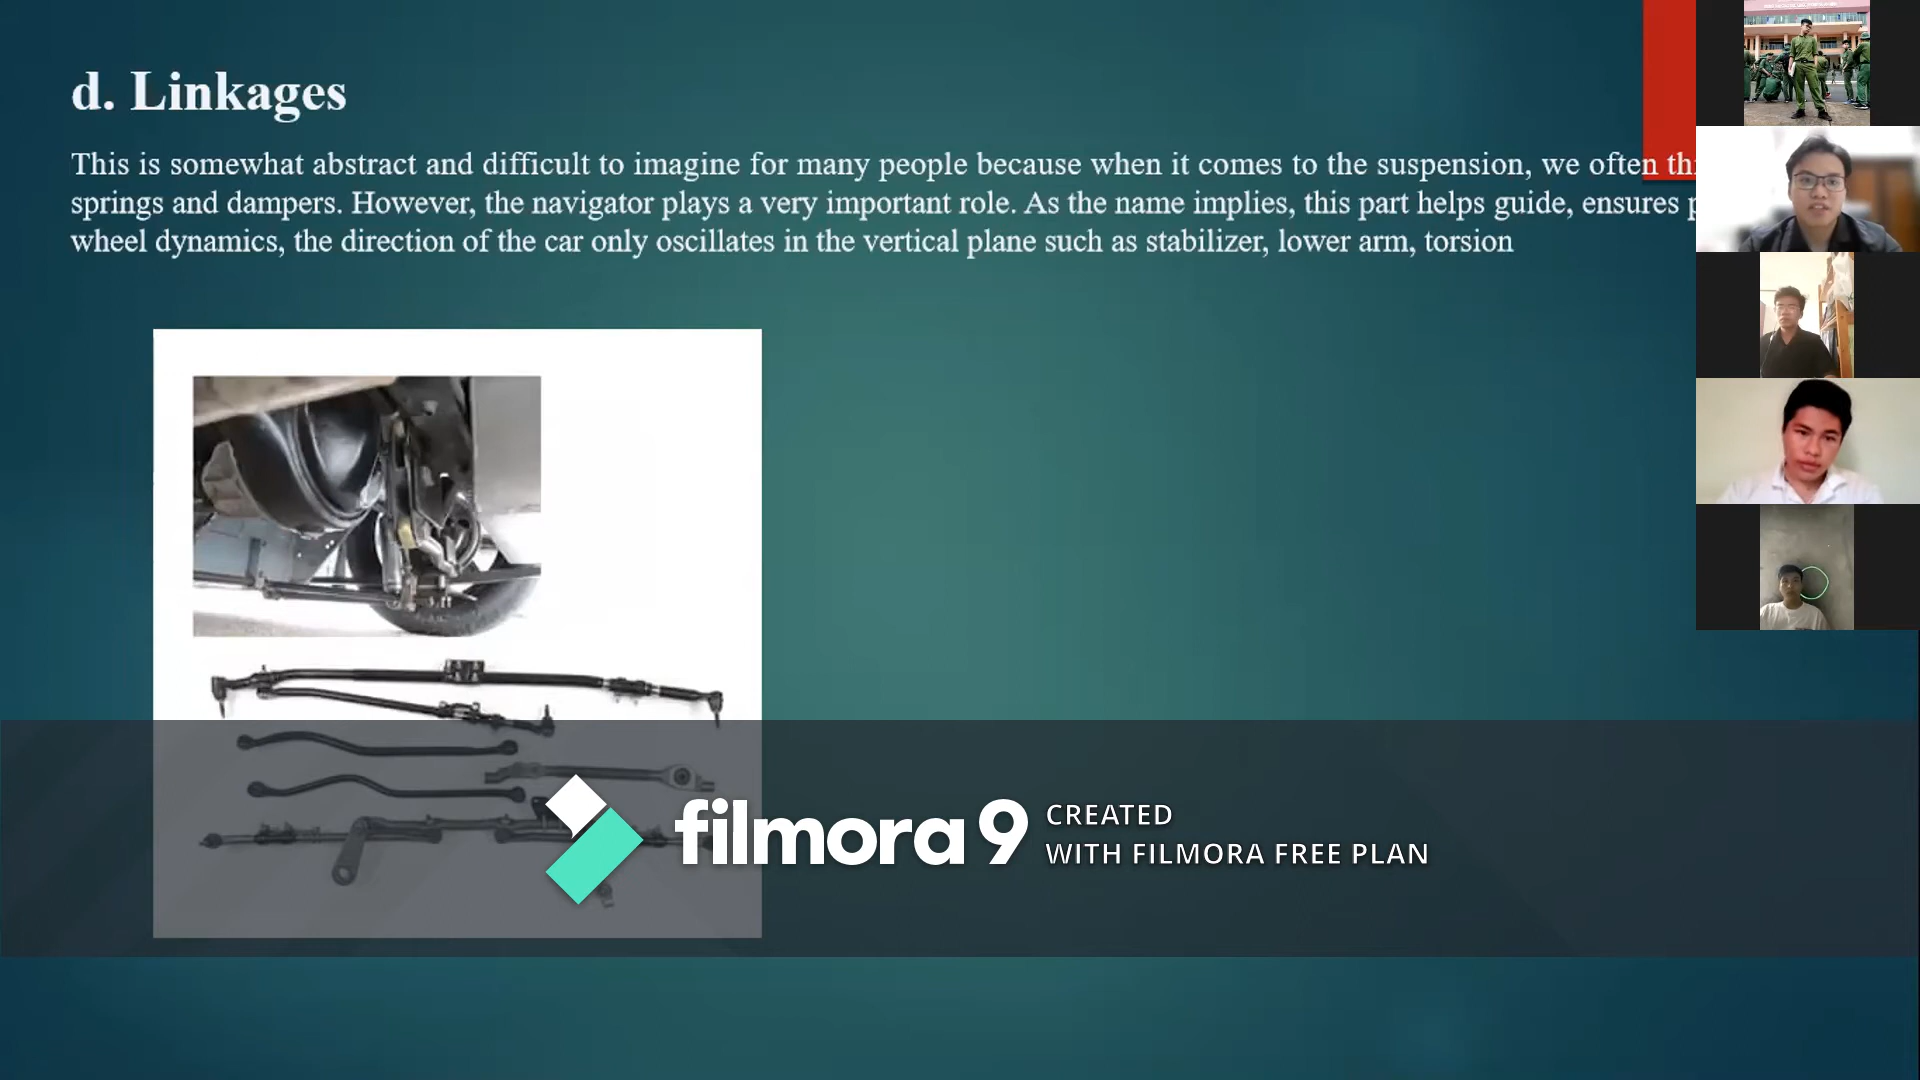 d. Linkages
This is somewhat abstract and difficult to imagine for many people because when it comes to the suspension, we often
springs and dampers. However, the navigator plays a very important role. As the name implies, this part helps guide, ensures
wheel dynamics, the direction of the car only oscillates in the vertical plane such as stabilizer, lower arm, torsion
filmora9 CREATED
WITH FILMORA FREE PLAN